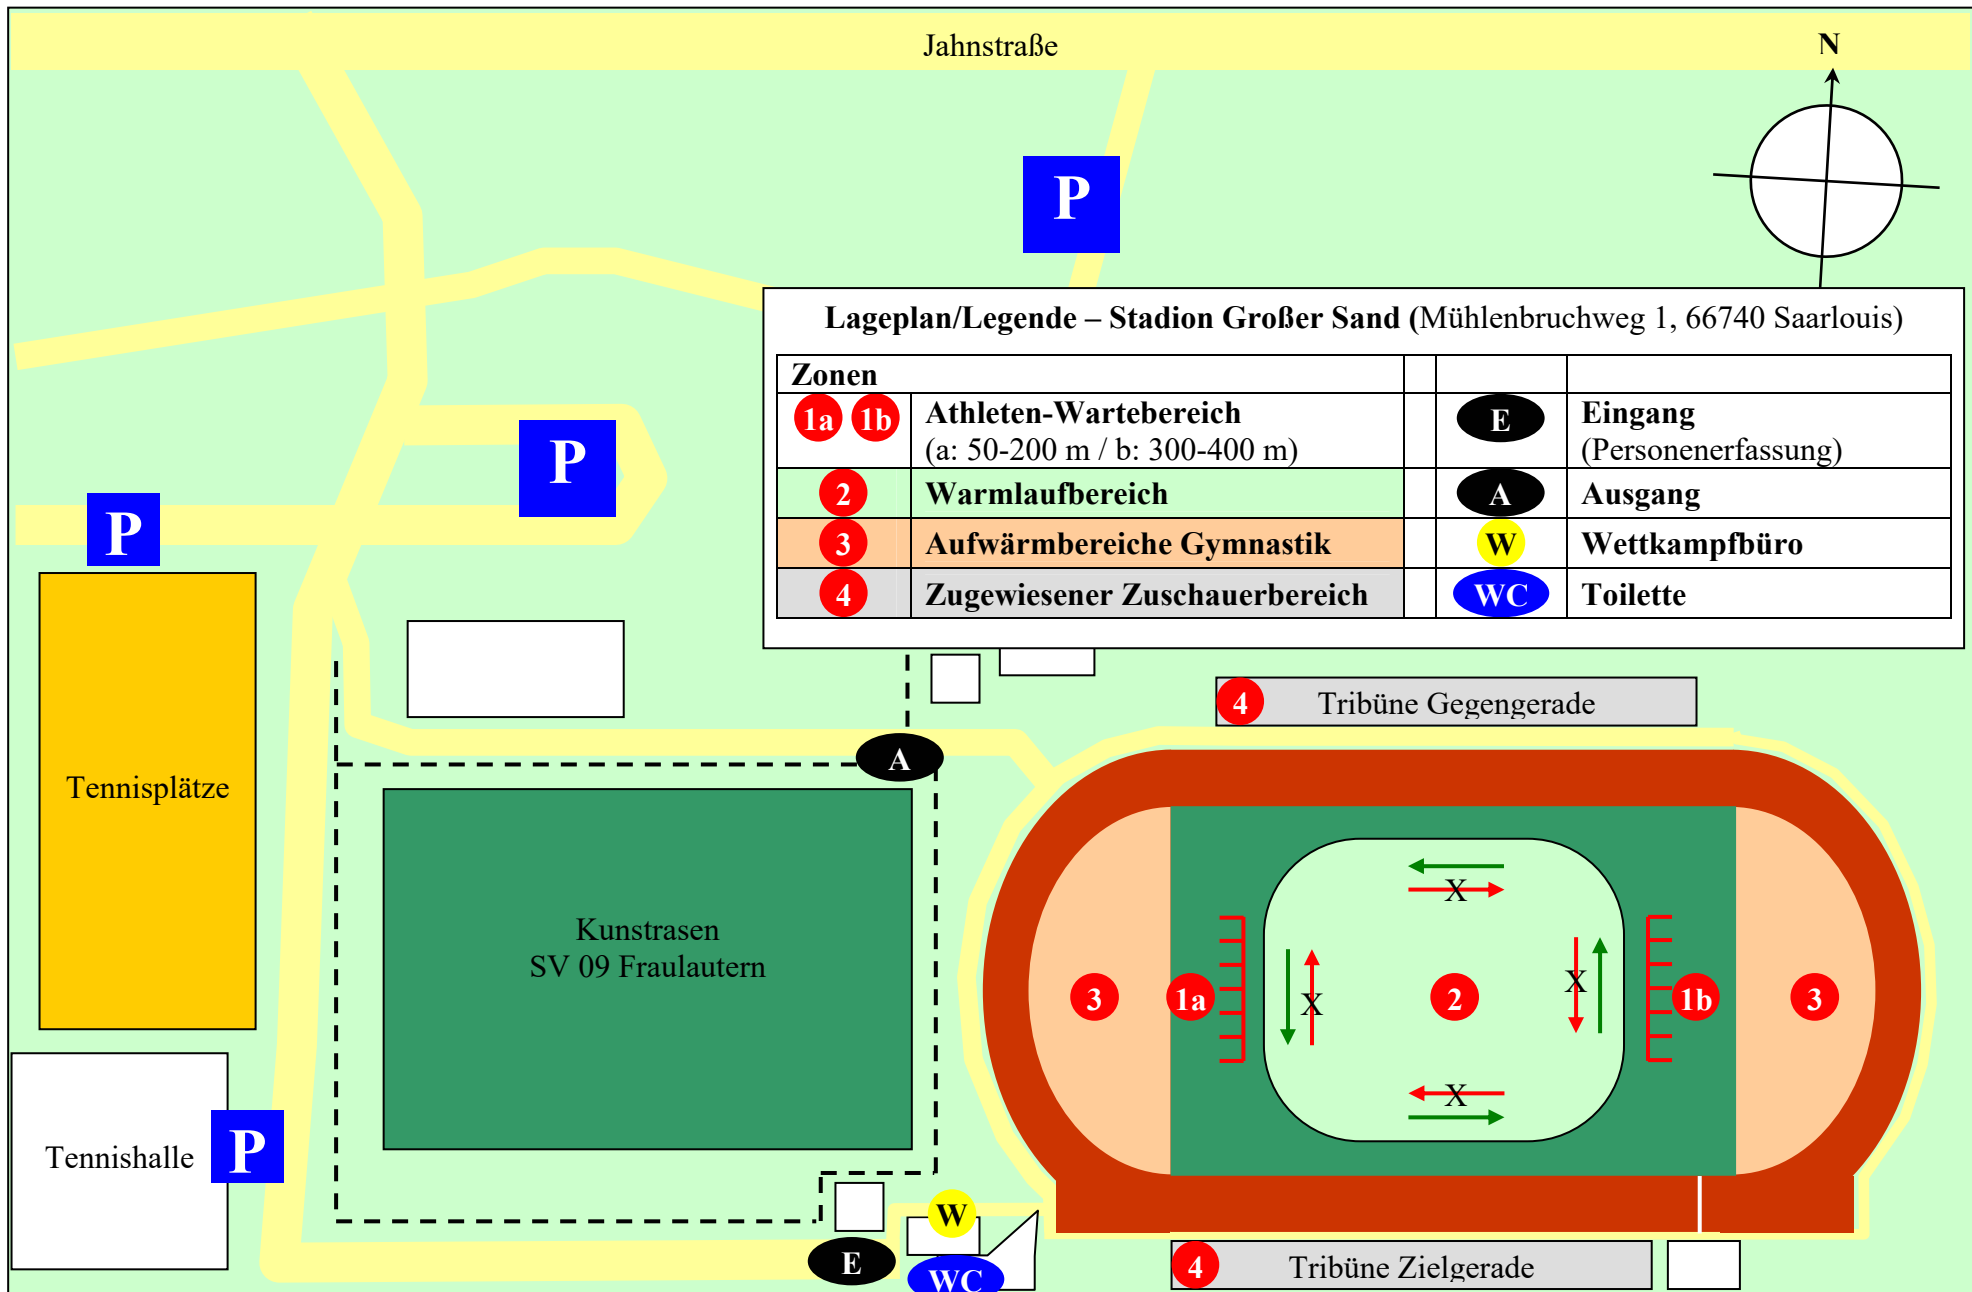 Jahnstraße
N
P
Lageplan/Legende – Stadion Großer Sand (Mühlenbruchweg 1, 66740 Saarlouis)
Zonen
1a 1b Athleten-Wartebereich
(a: 50-200 m / b: 300-400 m)
E Eingang
(Personenerfassung)
2 Warmlaufbereich
A Ausgang
3 Aufwärmbereiche Gymnastik
W Wettkampfbüro
4 Zugewiesener Zuschauerbereich
WC Toilette
P
P
4 Tribüne Gegengerade
A
Tennisplätze
Kunstrasen
SV 09 Fraulautern
X
X
X
3 1a 2 1b 3
X
Tennishalle
P
W
E
WC
4 Tribüne Zielgerade